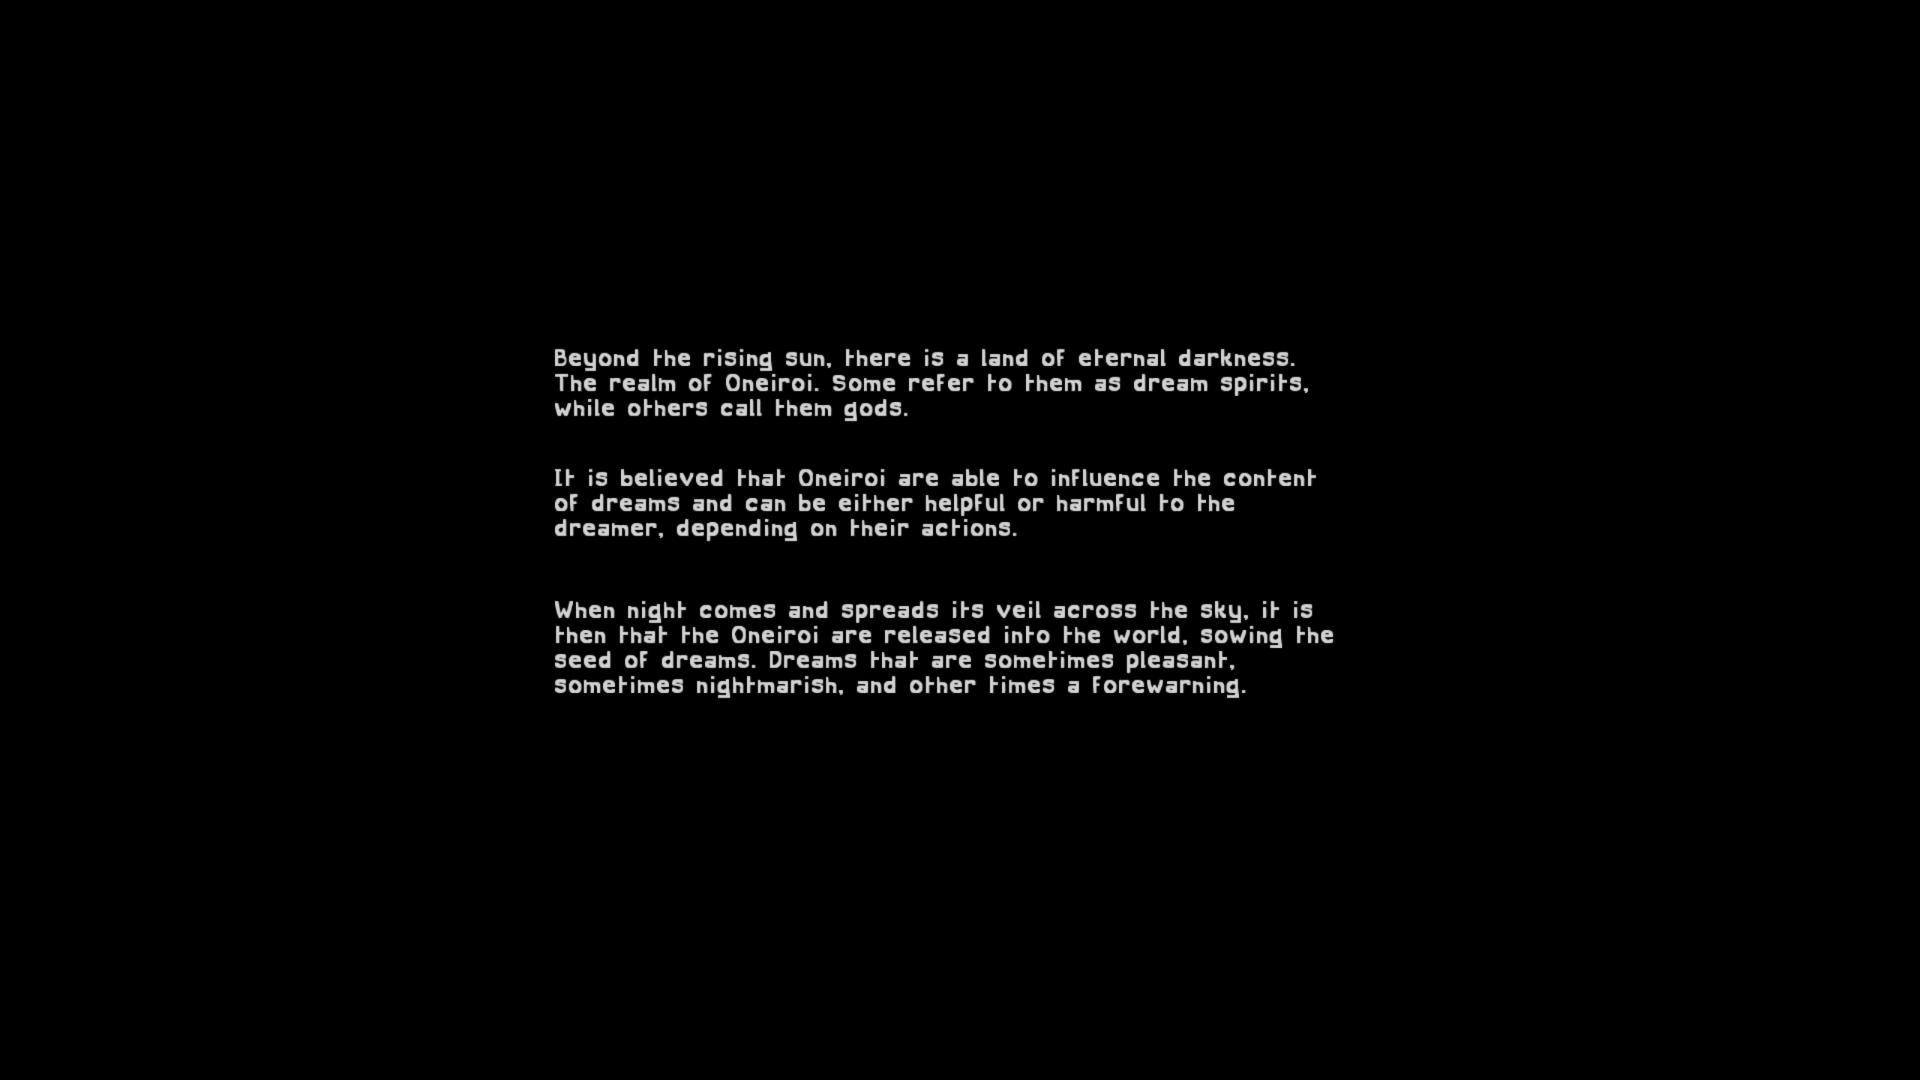 Beyond the rising sun, there is a land of eternal darkness.
The realm of Oneiroi. Some refer to them as dream spirits,
while others call them gods.
It is believed that Oneiroi are able to influence the content
of dreams and can be either helpful or harmful to the
dreamer, depending on their actions.
When night comes and spreads its veil across the sky, it is
then that the Oneiroi are released into the world, sowing the
seed of dreams. Dreams that are sometimes pleasant,
sometimes nightmarish, and other times a forewarning.